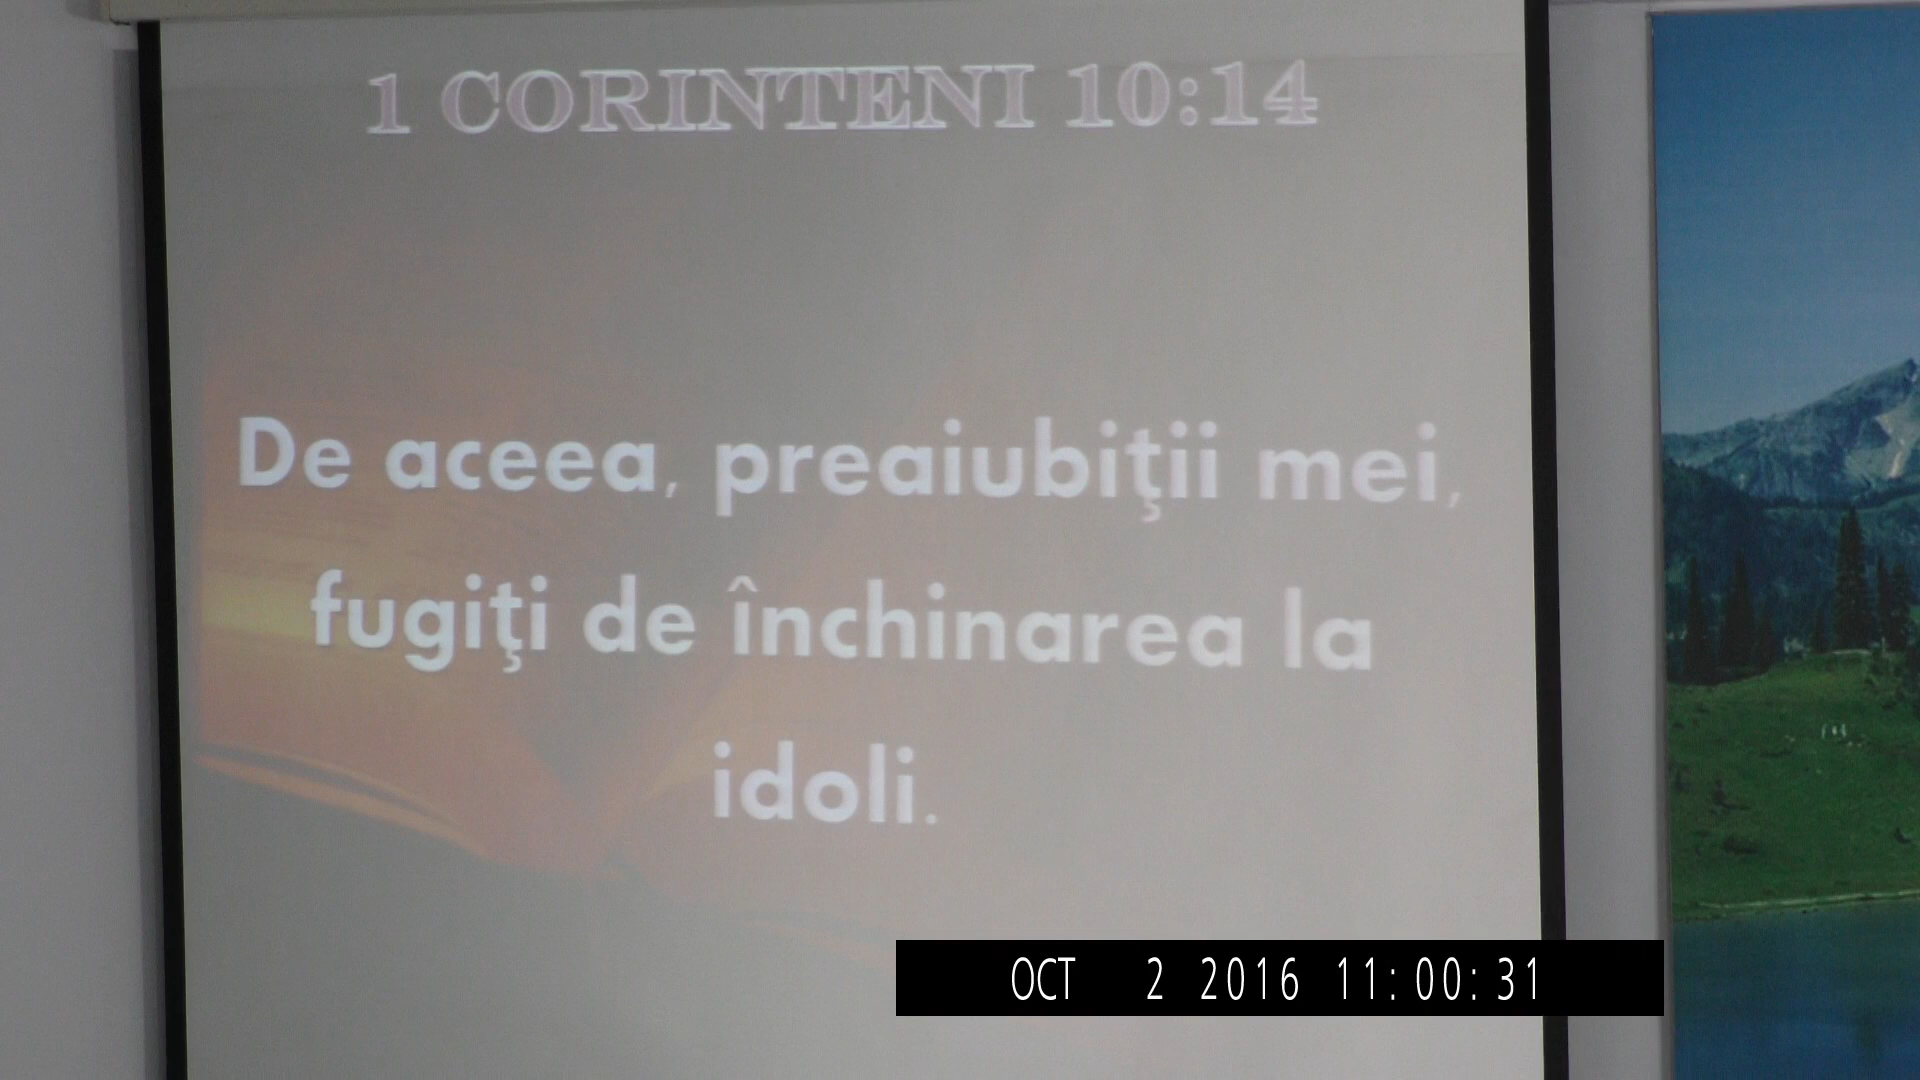 1 CORINTENI 10:14
De aceea, preaiubiţii mei,
fugiţi de închinarea la
idoli.
OCT 2 2016 11:00:31